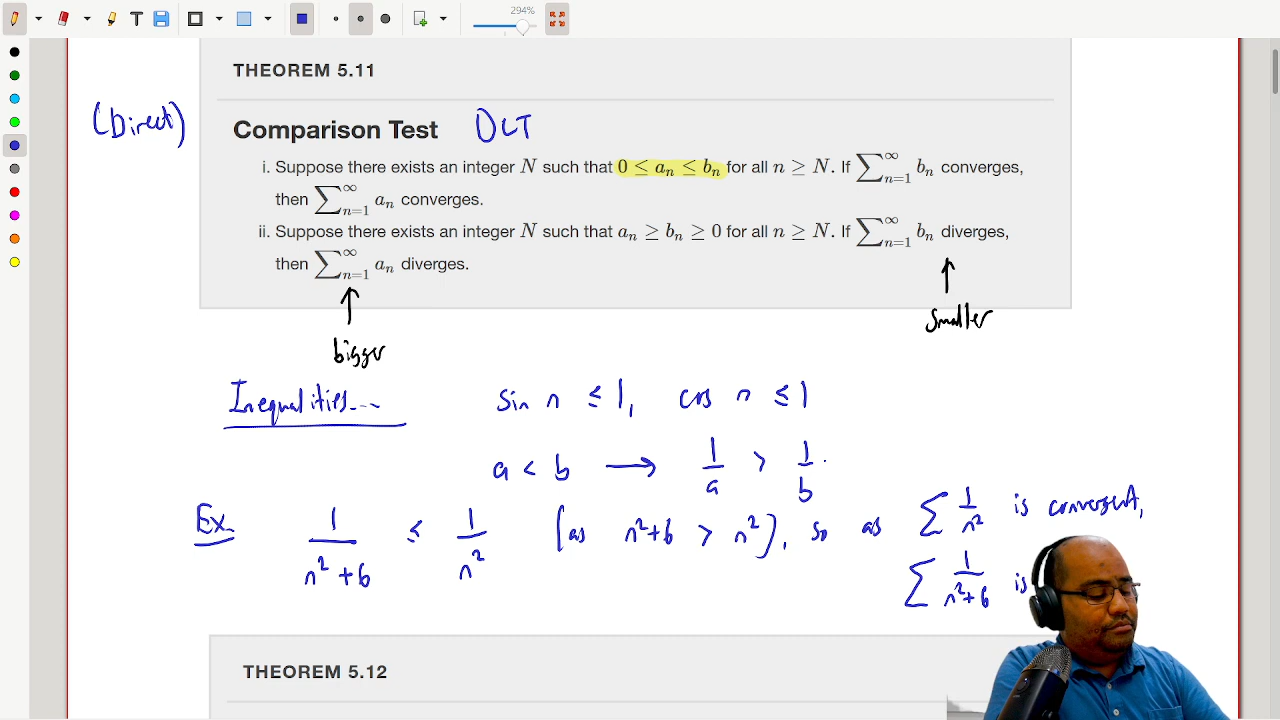 294%
THEOREM 5.11
(Direct)
Comparison Test DCT
i. Suppose there exists an integer N such that 0 ≤ aₙ ≤ bₙ for all n ≥ N. If ∑_{n=1}^{∞} bₙ converges,
then ∑_{n=1}^{∞} aₙ converges.
ii. Suppose there exists an integer N such that aₙ ≥ bₙ ≥ 0 for all n ≥ N. If ∑_{n=1}^{∞} bₙ diverges,
then ∑_{n=1}^{∞} aₙ diverges.
smaller
bigger
Inequalities... sin n ≤ 1, cos n ≤ 1
a < b → 1/a > 1/b.
Ex. 1/(n²+6) ≤ 1/n² [as n²+6 > n²], so as ∑ 1/n² is convergent,
∑ 1/(n²+6) is
THEOREM 5.12